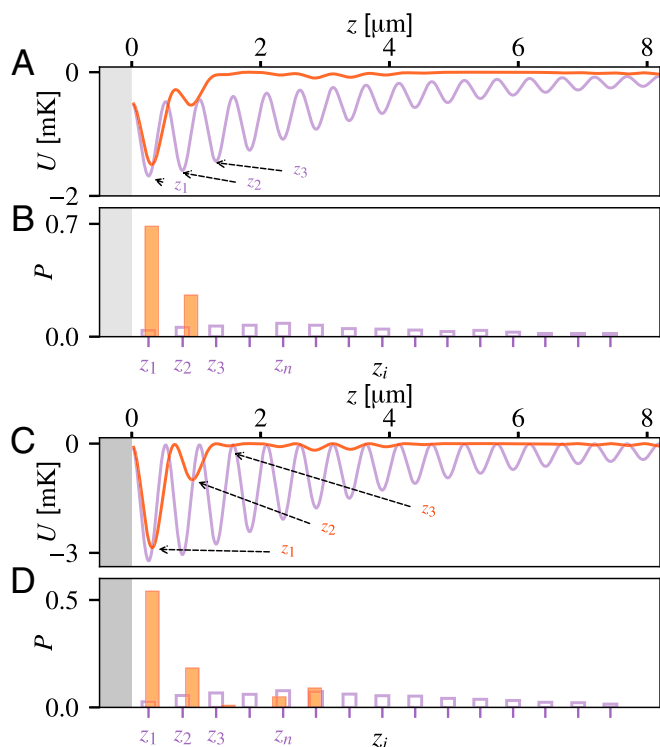 z [μm]
0 2 4 6 8
A
0
−2
U [mK]
z₁
z₂
z₃
B
0.7
0.0
P
z₁ z₂ z₃ zₙ zᵢ
z [μm]
0 2 4 6 8
C
0
−3
U [mK]
z₃
z₂
z₁
D
0.5
0.0
P
z₁ z₂ z₃ zₙ zᵢ